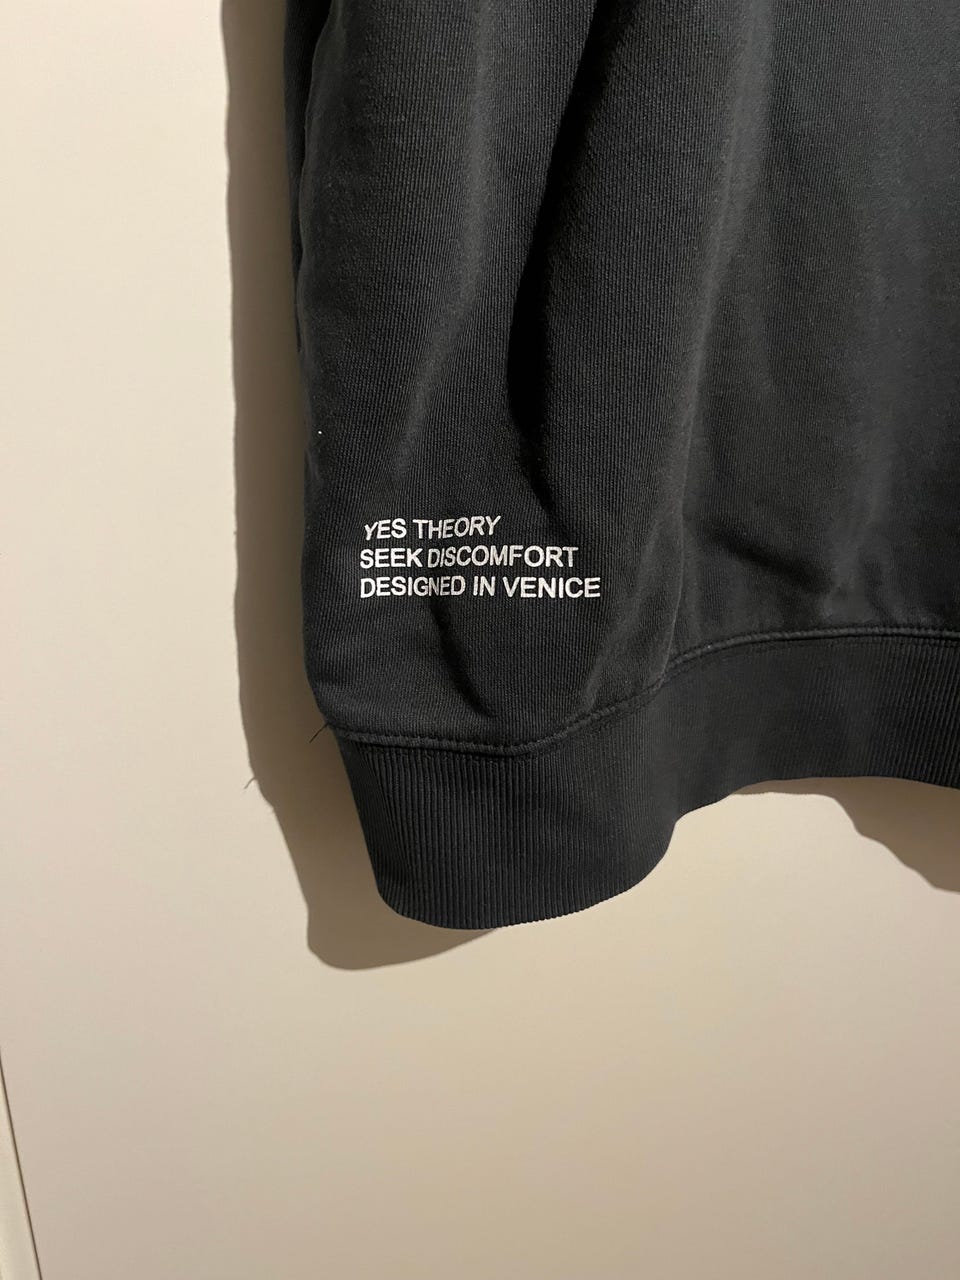 YES THEORY
SEEK DISCOMFORT
DESIGNED IN VENICE